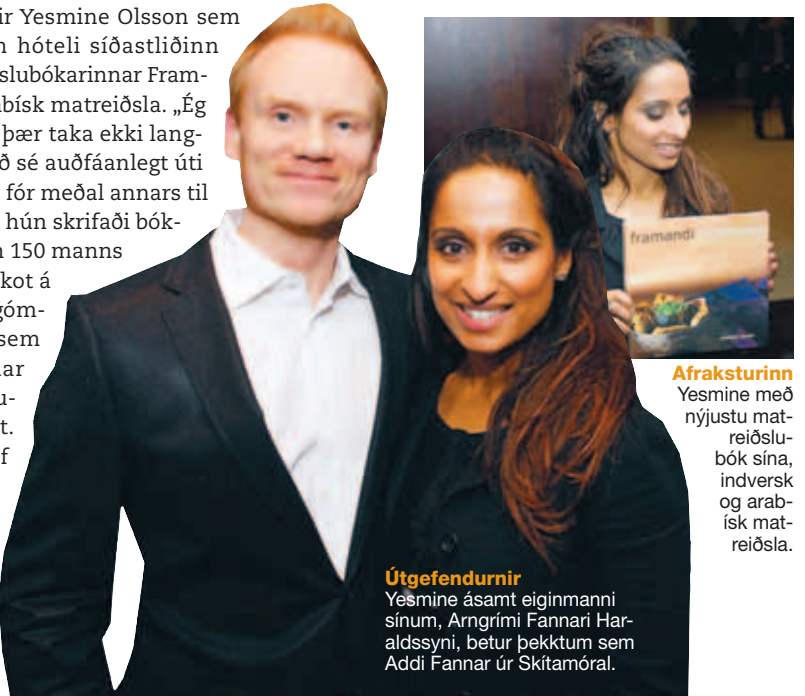 ir Yesmine Olsson sem
n hóteli síðastliðinn
slubókarinnar Fram-
bísk matreiðsla. „Ég
þær taka ekki lang-
ð sé auðfáanlegt úti
fór meðal annars til
hún skrifaði bók-
n 150 manns
kot á
góm-
sem
ar
u-
t.
f
framandi
Afraksturinn
Yesmine með
nýjustu mat-
reiðslu-
bók sína,
indversk
og arab-
ísk mat-
reiðsla.
Útgefendurnir
Yesmine ásamt eiginmanni
sínum, Arngrími Fannari Har-
aldssyni, betur þekktum sem
Addi Fannar úr Skítamóral.